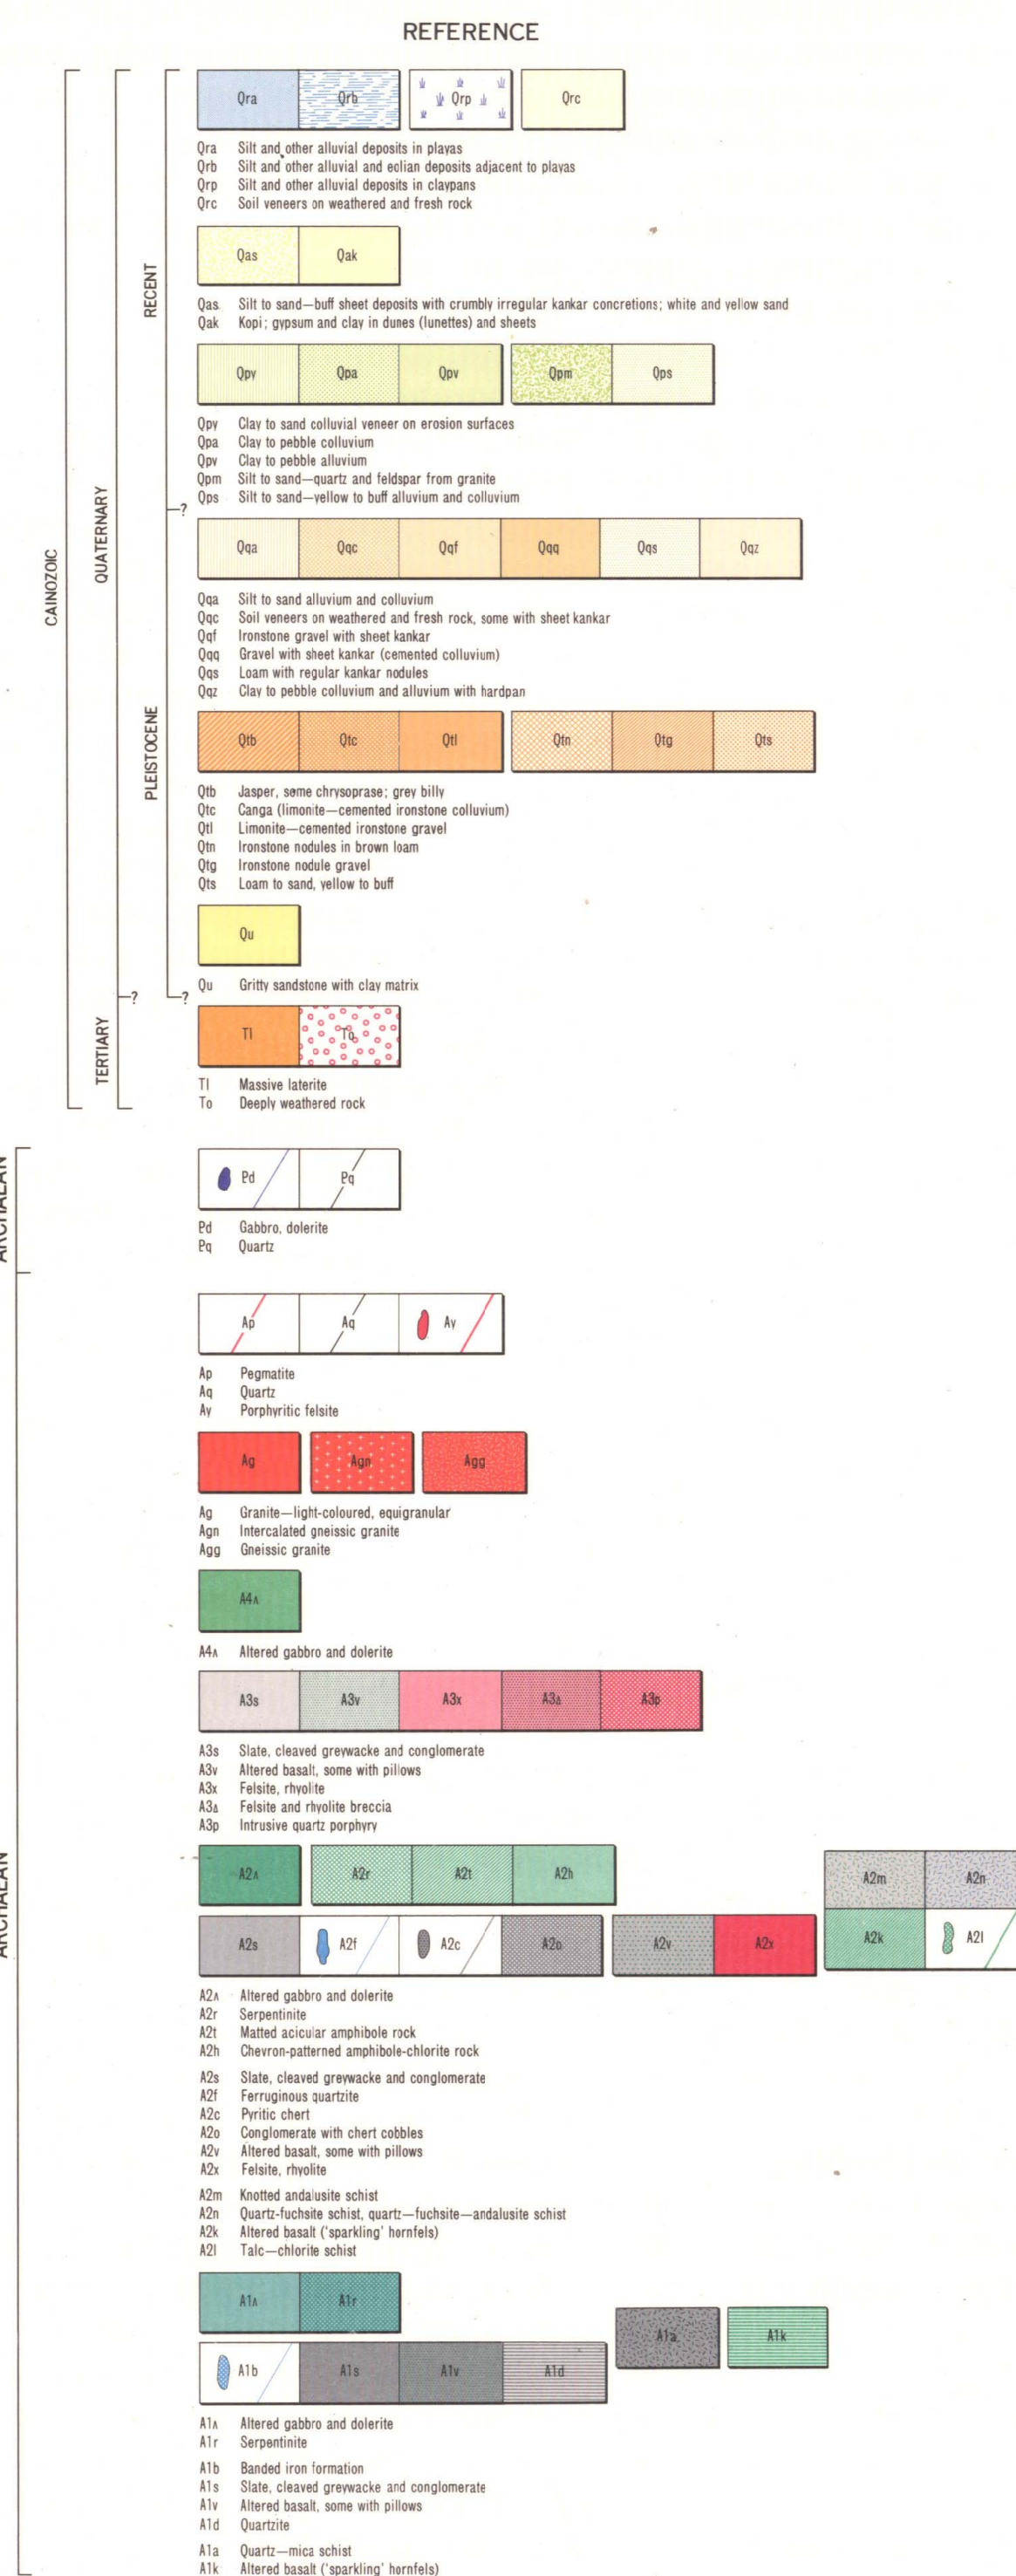 REFERENCE
Qra Qrb Qrp Qrc
Qra Silt and other alluvial deposits in playas
Qrb Silt and other alluvial and eolian deposits adjacent to playas
Qrp Silt and other alluvial deposits in claypans
Qrc Soil veneers on weathered and fresh rock
Qas Qak
RECENT
Qas Silt to sand—buff sheet deposits with crumbly irregular kankar concretions; white and yellow sand
Qak Kopi; gypsum and clay in dunes (lunettes) and sheets
Qpy Qpa Qpv Qpm Qps
Qpy Clay to sand colluvial veneer on erosion surfaces
Qpa Clay to pebble colluvium
Qpv Clay to pebble alluvium
Qpm Silt to sand—quartz and feldspar from granite
Qps Silt to sand—yellow to buff alluvium and colluvium
?
QUATERNARY
CAINOZOIC
Qqa Qqc Qqf Qqq Qqs Qqz
Qqa Silt to sand alluvium and colluvium
Qqc Soil veneers on weathered and fresh rock, some with sheet kankar
Qqf Ironstone gravel with sheet kankar
Qqq Gravel with sheet kankar (cemented colluvium)
Qqs Loam with regular kankar nodules
Qqz Clay to pebble colluvium and alluvium with hardpan
PLEISTOCENE
Qtb Qtc Qtl Qtn Qtg Qts
Qtb Jasper, some chrysoprase; grey billy
Qtc Canga (limonite—cemented ironstone colluvium)
Qtl Limonite—cemented ironstone gravel
Qtn Ironstone nodules in brown loam
Qtg Ironstone nodule gravel
Qts Loam to sand, yellow to buff
Qu
Qu Gritty sandstone with clay matrix
? ?
TERTIARY
Tl To
Tl Massive laterite
To Deeply weathered rock
ARCHAEAN
Pd Pq
Pd Gabbro, dolerite
Pq Quartz
Ap Aq Ay
Ap Pegmatite
Aq Quartz
Ay Porphyritic felsite
Ag Agn Agg
Ag Granite—light-coloured, equigranular
Agn Intercalated gneissic granite
Agg Gneissic granite
A4ʌ
A4ʌ Altered gabbro and dolerite
A3s A3v A3x A3∆ A3p
A3s Slate, cleaved greywacke and conglomerate
A3v Altered basalt, some with pillows
A3x Felsite, rhyolite
A3∆ Felsite and rhyolite breccia
A3p Intrusive quartz porphyry
ARCHAEAN
A2ʌ A2r A2t A2h A2m A2n
A2s A2f A2c A2o A2v A2x A2k A2l
A2ʌ Altered gabbro and dolerite
A2r Serpentinite
A2t Matted acicular amphibole rock
A2h Chevron-patterned amphibole-chlorite rock
A2s Slate, cleaved greywacke and conglomerate
A2f Ferruginous quartzite
A2c Pyritic chert
A2o Conglomerate with chert cobbles
A2v Altered basalt, some with pillows
A2x Felsite, rhyolite
A2m Knotted andalusite schist
A2n Quartz-fuchsite schist, quartz—fuchsite—andalusite schist
A2k Altered basalt ('sparkling' hornfels)
A2l Talc—chlorite schist
A1ʌ A1r A1a A1k
A1b A1s A1v A1d
A1ʌ Altered gabbro and dolerite
A1r Serpentinite
A1b Banded iron formation
A1s Slate, cleaved greywacke and conglomerate
A1v Altered basalt, some with pillows
A1d Quartzite
A1a Quartz—mica schist
A1k Altered basalt ('sparkling' hornfels)